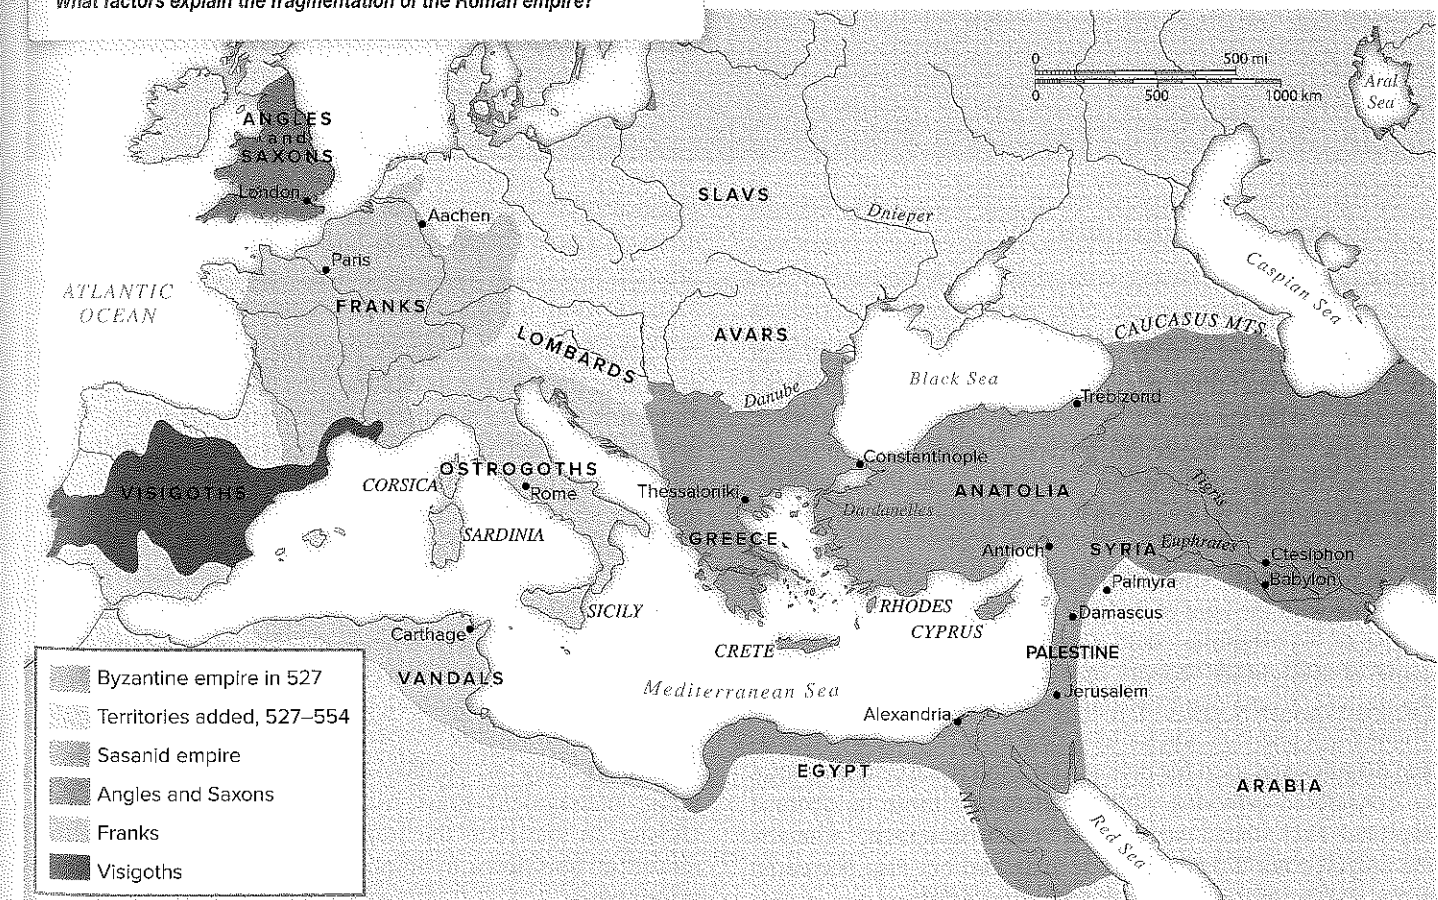 What factors explain the fragmentation of the Roman empire?
0 500 mi
0 500 1000 km
Aral
Sea
ANGLES
and
SAXONS
London
Aachen
Paris
SLAVS
Dnieper
ATLANTIC
OCEAN
FRANKS
LOMBARDS
AVARS
Danube
Black Sea
CAUCASUS MTS.
Caspian Sea
Trebizond
Constantinople
VISIGOTHS
CORSICA
OSTROGOTHS
Rome
SARDINIA
Thessaloniki
Dardanelles
ANATOLIA
Tigris
GREECE
Antioch
SYRIA
Euphrates
Ctesiphon
Babylon
Palmyra
SICILY
RHODES
CYPRUS
Damascus
Carthage
CRETE
PALESTINE
VANDALS
Mediterranean Sea
Jerusalem
Alexandria
EGYPT
ARABIA
Nile
Red Sea
Byzantine empire in 527
Territories added, 527–554
Sasanid empire
Angles and Saxons
Franks
Visigoths